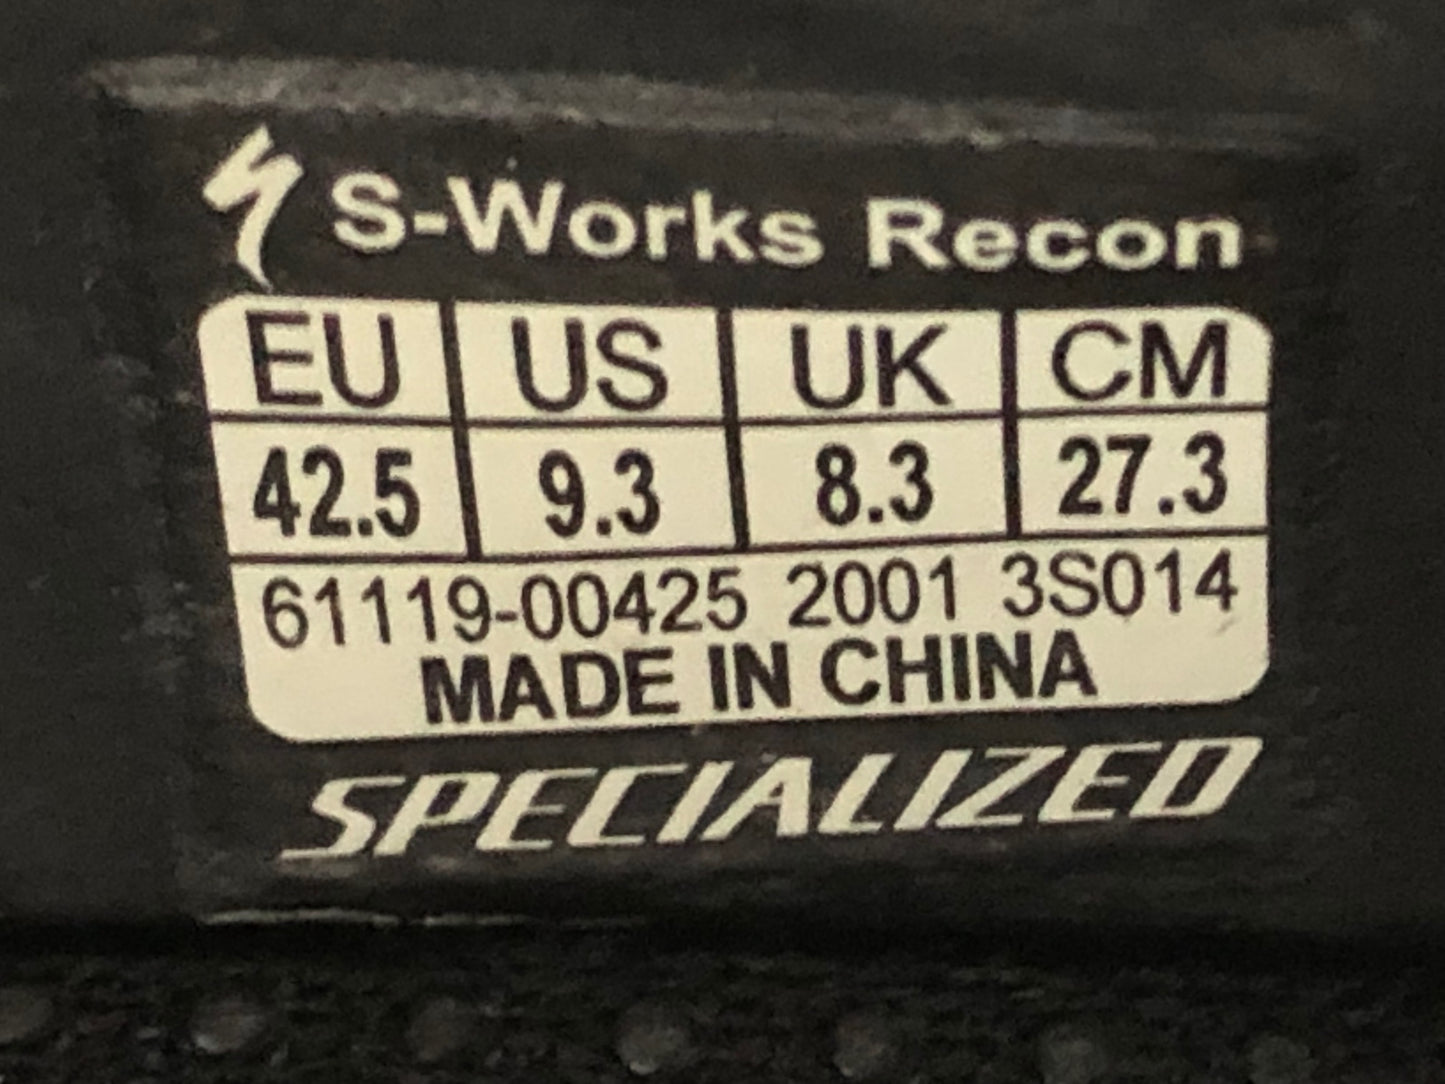 S-Works Recon
EU US UK CM
42.5 9.3 8.3 27.3
61119-00425 2001 3S014
MADE IN CHINA
SPECIALIZED